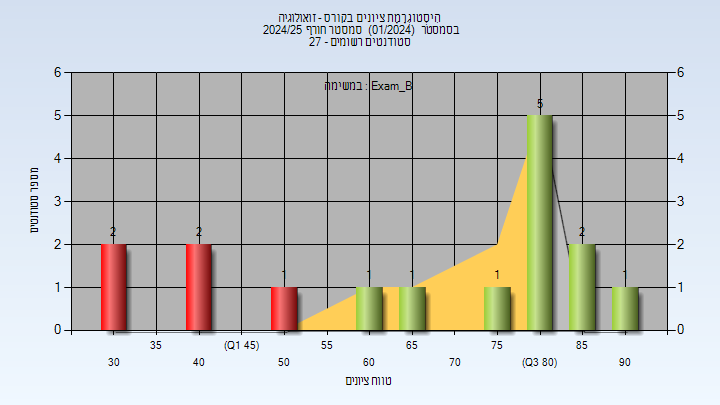 היסטוגרמת ציונים בקורס - זואולוגיה
בסמסטר (01/2024) סמסטר חורף 2024/25
סטודנטים רשומים - 27
במשימה : Exam_B
מספר סטודנטים
6 6
5 5
4 4
3 3
2 2
1 1
0 0
2 2 1 1 1 1 5 2 1
35 (Q1 45) 55 65 75 85
30 40 50 60 70 (Q3 80) 90
טווח ציונים